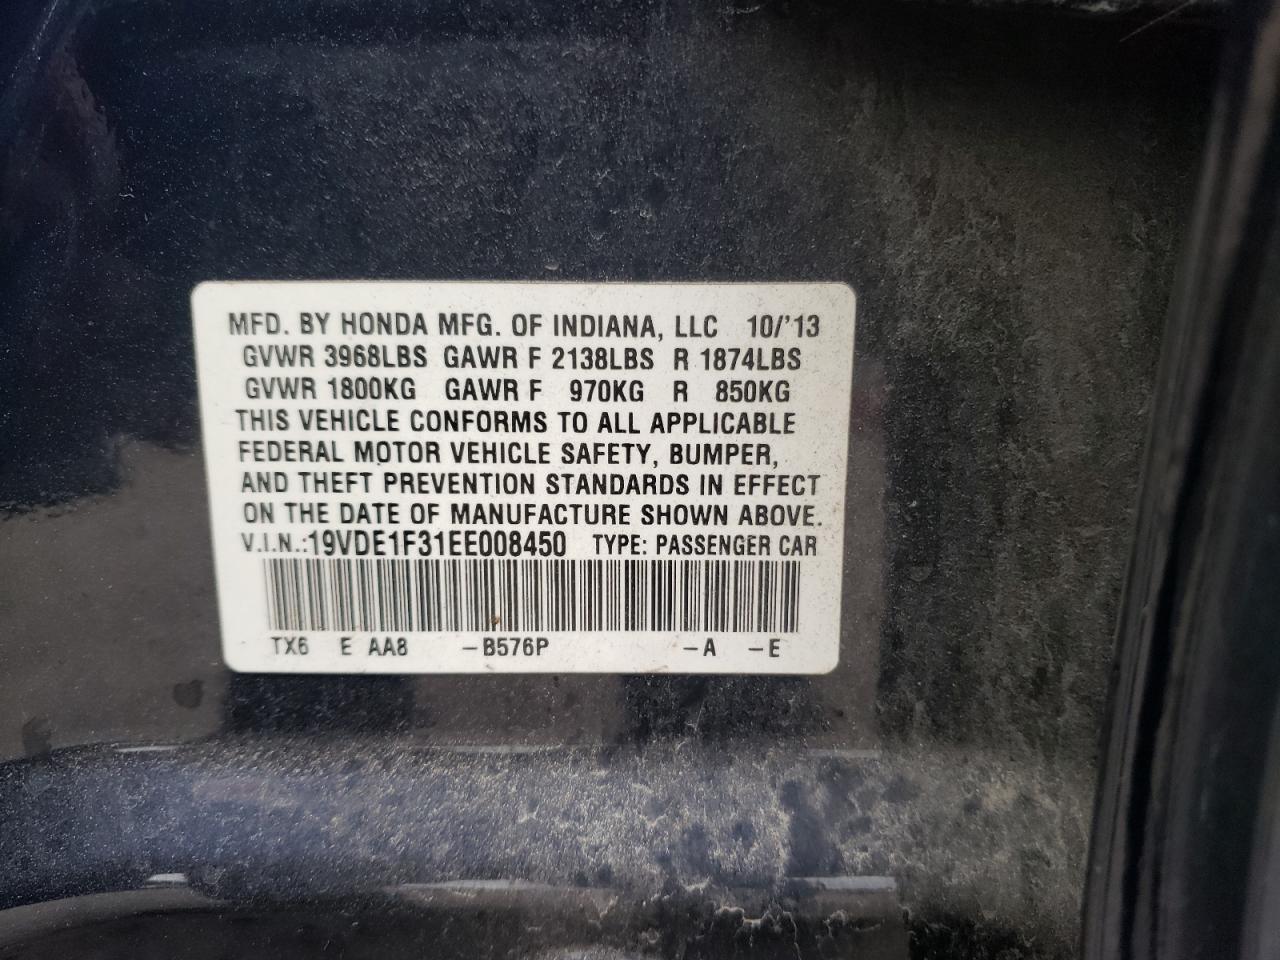 MFD. BY HONDA MFG. OF INDIANA, LLC 10/'13
GVWR 3968LBS GAWR F 2138LBS R 1874LBS
GVWR 1800KG GAWR F 970KG R 850KG
THIS VEHICLE CONFORMS TO ALL APPLICABLE
FEDERAL MOTOR VEHICLE SAFETY, BUMPER,
AND THEFT PREVENTION STANDARDS IN EFFECT
ON THE DATE OF MANUFACTURE SHOWN ABOVE.
V.I.N.:19VDE1F31EE008450 TYPE: PASSENGER CAR
TX6 E AA8 –B576P –A –E